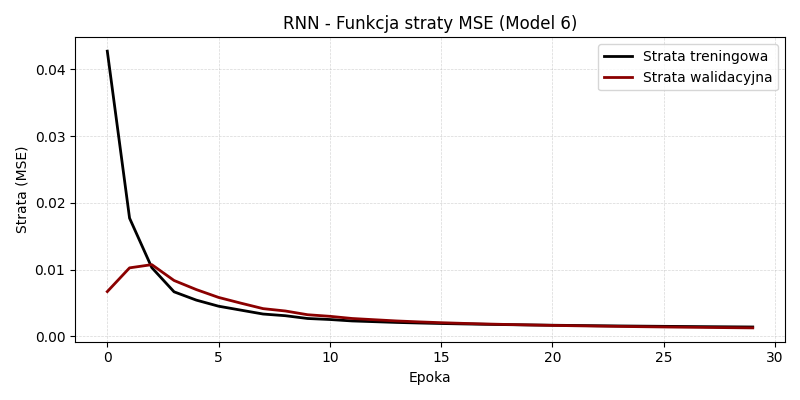 RNN - Funkcja straty MSE (Model 6)
Strata treningowa
Strata walidacyjna
Strata (MSE)
0.04
0.03
0.02
0.01
0.00
0 5 10 15 20 25 30
Epoka